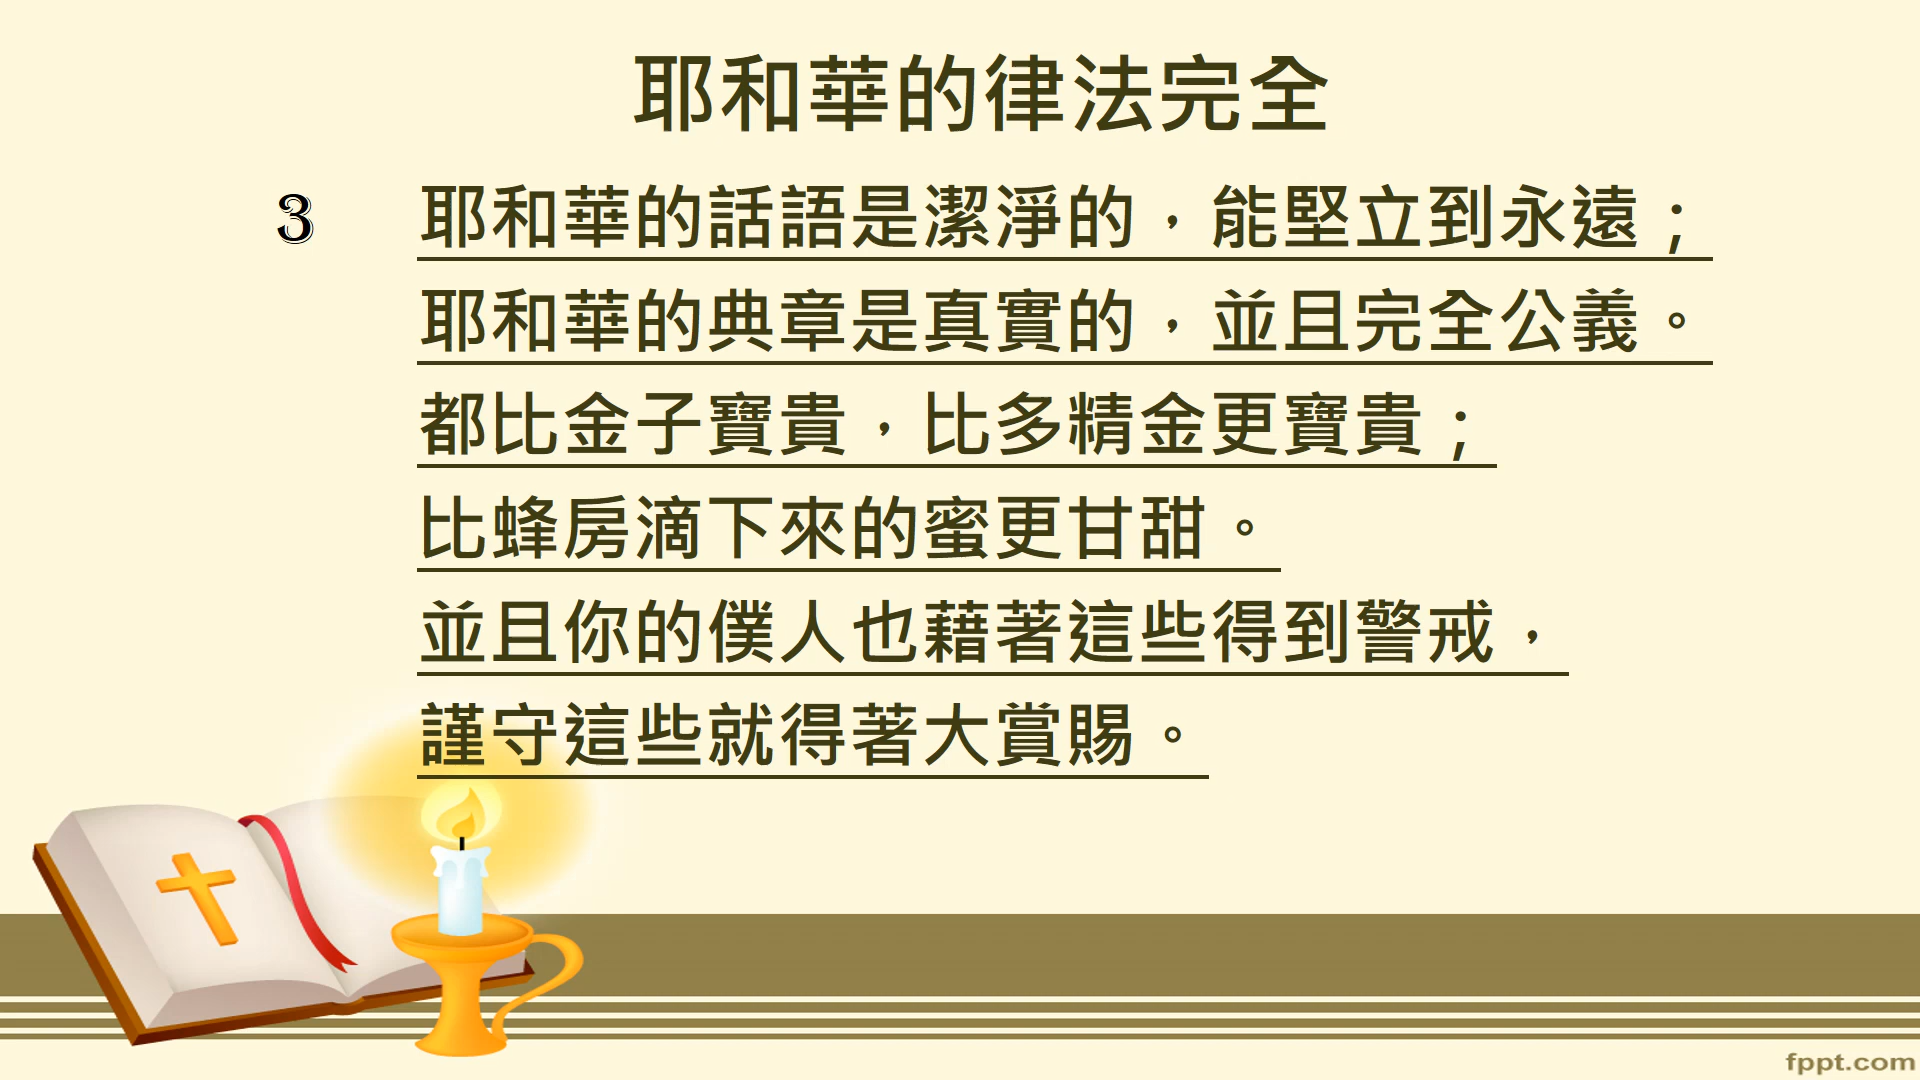 耶和華的律法完全
3 耶和華的話語是潔淨的，能堅立到永遠；
耶和華的典章是真實的，並且完全公義。
都比金子寶貴，比多精金更寶貴；
比蜂房滴下來的蜜更甘甜。
並且你的僕人也藉著這些得到警戒，
謹守這些就得著大賞賜。
fppt.com